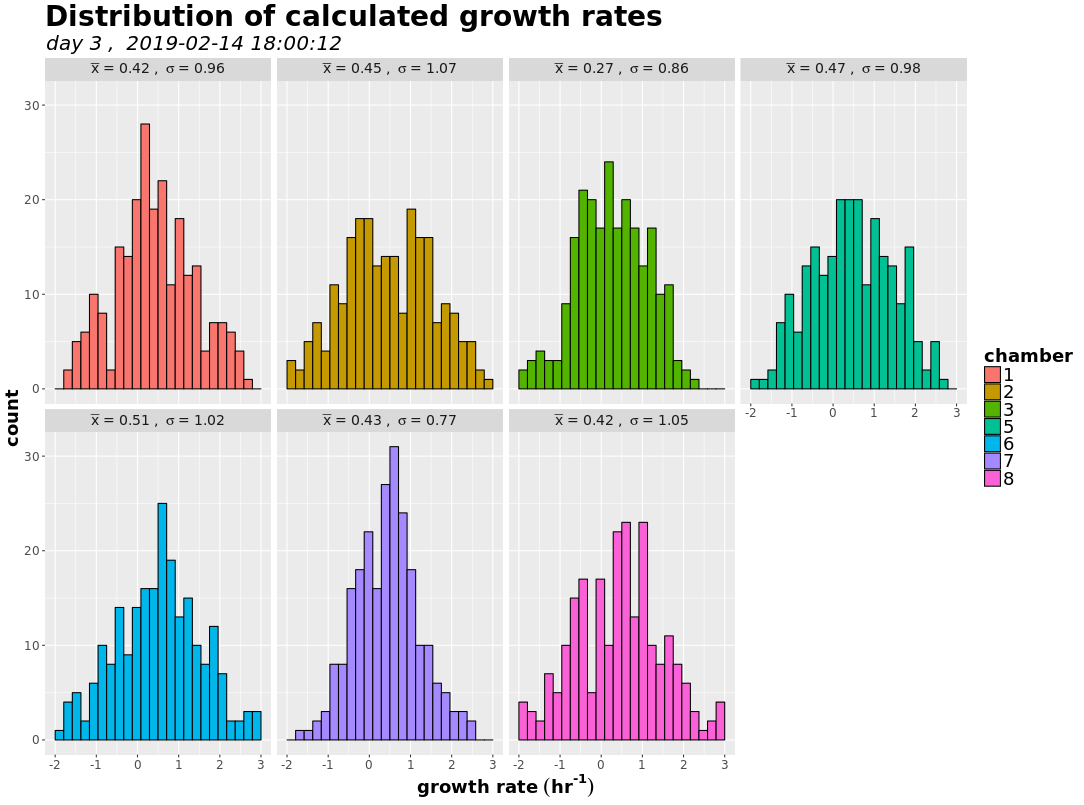 Distribution of calculated growth rates
day 3 ,  2019-02-14 18:00:12
x̅ = 0.42 ,  σ = 0.96
x̅ = 0.45 ,  σ = 1.07
x̅ = 0.27 ,  σ = 0.86
x̅ = 0.47 ,  σ = 0.98
30
20
10
0
-2 -1 0 1 2 3
x̅ = 0.51 ,  σ = 1.02
x̅ = 0.43 ,  σ = 0.77
x̅ = 0.42 ,  σ = 1.05
30
20
10
0
-2 -1 0 1 2 3
-2 -1 0 1 2 3
-2 -1 0 1 2 3
count
growth rate (hr⁻¹)
chamber
1
2
3
5
6
7
8